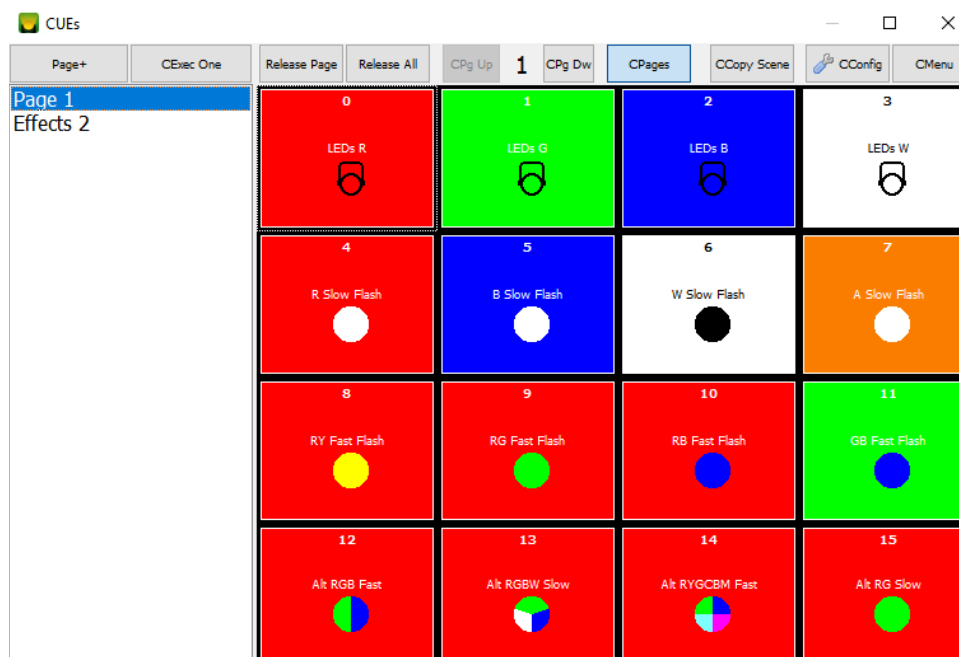 CUEs
Page+ CExec One Release Page Release All CPg Up 1 CPg Dw CPages CCopy Scene CConfig CMenu
Page 1
Effects 2
0 1 2 3
LEDs R LEDs G LEDs B LEDs W
4 5 6 7
R Slow Flash B Slow Flash W Slow Flash A Slow Flash
8 9 10 11
RY Fast Flash RG Fast Flash RB Fast Flash GB Fast Flash
12 13 14 15
Alt RGB Fast Alt RGBW Slow Alt RYGCBM Fast Alt RG Slow